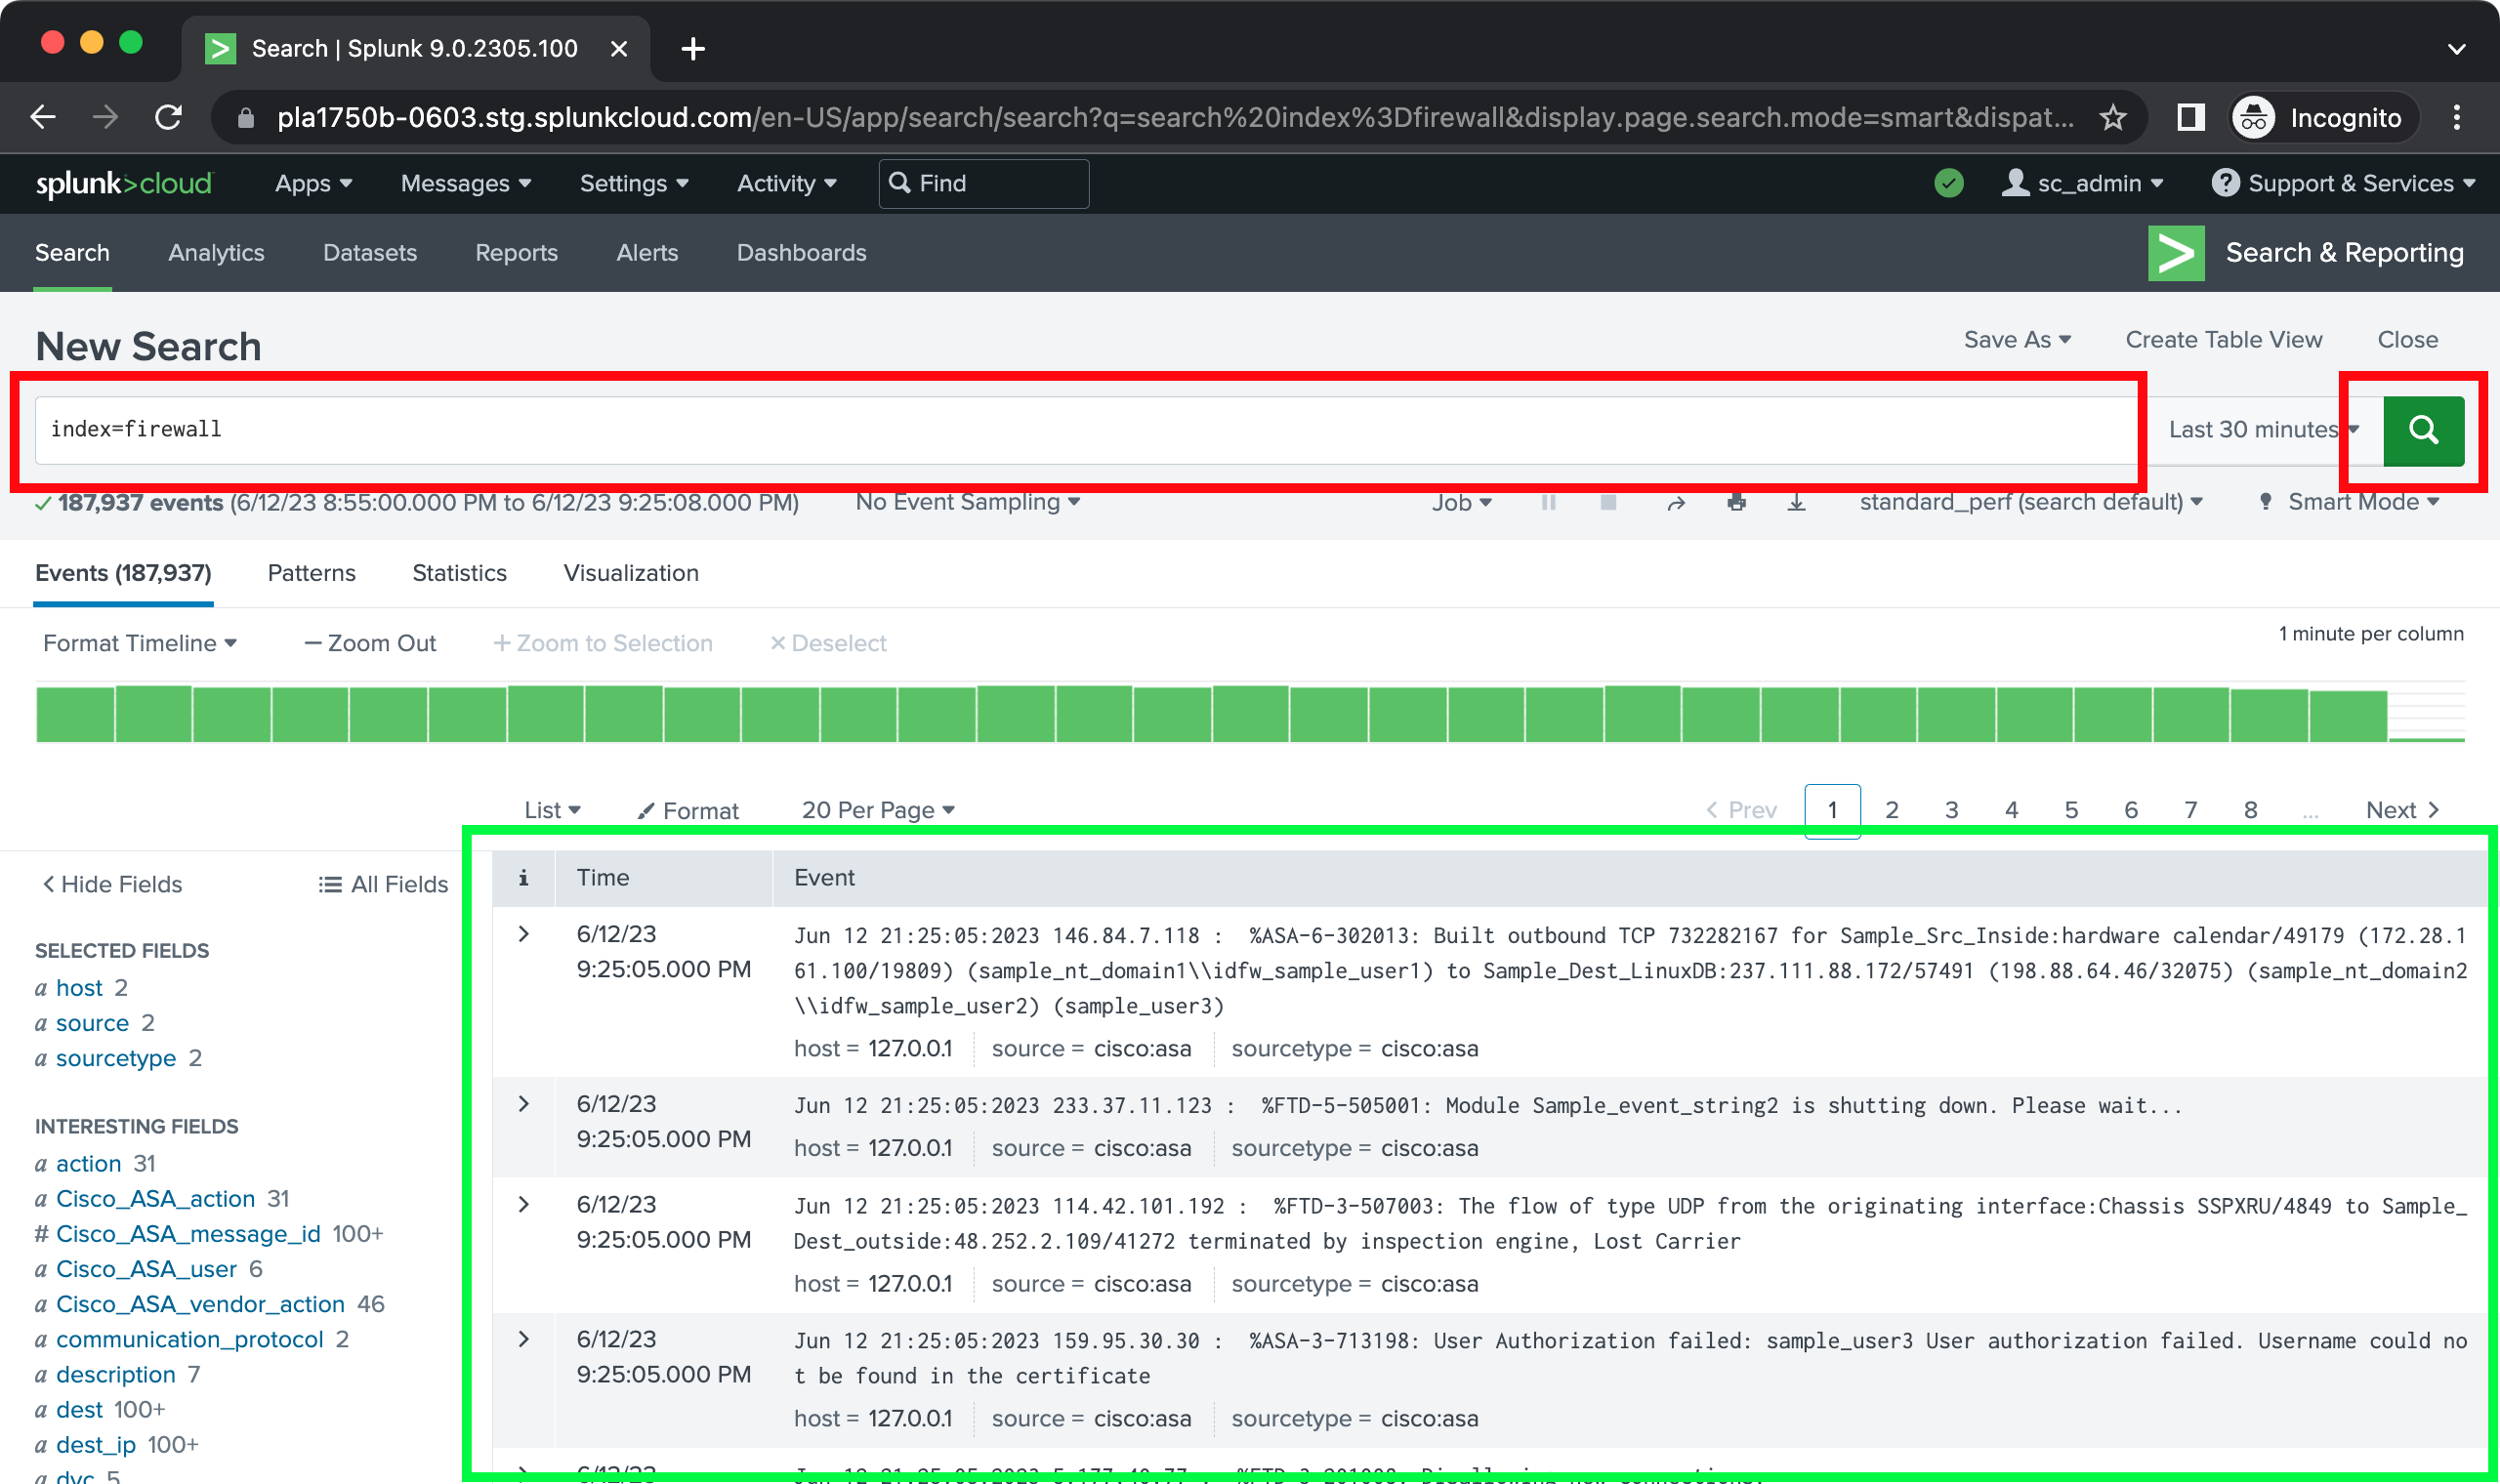 Search | Splunk 9.0.2305.100
pla1750b-0603.stg.splunkcloud.com/en-US/app/search/search?q=search%20index%3Dfirewall&display.page.search.mode=smart&dispat...
Incognito
splunk>cloud Apps Messages Settings Activity Find sc_admin Support & Services
Search Analytics Datasets Reports Alerts Dashboards Search & Reporting
New Search Save As Create Table View Close
index=firewall Last 30 minutes
187,937 events (6/12/23 8:55:00.000 PM to 6/12/23 9:25:08.000 PM) No Event Sampling Job standard_perf (search default) Smart Mode
Events (187,937) Patterns Statistics Visualization
Format Timeline — Zoom Out + Zoom to Selection × Deselect 1 minute per column
List Format 20 Per Page < Prev 1 2 3 4 5 6 7 8 ... Next >
< Hide Fields All Fields
SELECTED FIELDS
a host 2
a source 2
a sourcetype 2
INTERESTING FIELDS
a action 31
a Cisco_ASA_action 31
# Cisco_ASA_message_id 100+
a Cisco_ASA_user 6
a Cisco_ASA_vendor_action 46
a communication_protocol 2
a description 7
a dest 100+
a dest_ip 100+
a dvc 5
i Time Event
6/12/23
9:25:05.000 PM
Jun 12 21:25:05:2023 146.84.7.118 : %ASA-6-302013: Built outbound TCP 732282167 for Sample_Src_Inside:hardware calendar/49179 (172.28.1
61.100/19809) (sample_nt_domain1\\idfw_sample_user1) to Sample_Dest_LinuxDB:237.111.88.172/57491 (198.88.64.46/32075) (sample_nt_domain2
\\idfw_sample_user2) (sample_user3)
host = 127.0.0.1 source = cisco:asa sourcetype = cisco:asa
6/12/23
9:25:05.000 PM
Jun 12 21:25:05:2023 233.37.11.123 : %FTD-5-505001: Module Sample_event_string2 is shutting down. Please wait...
host = 127.0.0.1 source = cisco:asa sourcetype = cisco:asa
6/12/23
9:25:05.000 PM
Jun 12 21:25:05:2023 114.42.101.192 : %FTD-3-507003: The flow of type UDP from the originating interface:Chassis SSPXRU/4849 to Sample_
Dest_outside:48.252.2.109/41272 terminated by inspection engine, Lost Carrier
host = 127.0.0.1 source = cisco:asa sourcetype = cisco:asa
6/12/23
9:25:05.000 PM
Jun 12 21:25:05:2023 159.95.30.30 : %ASA-3-713198: User Authorization failed: sample_user3 User authorization failed. Username could no
t be found in the certificate
host = 127.0.0.1 source = cisco:asa sourcetype = cisco:asa
6/12/23